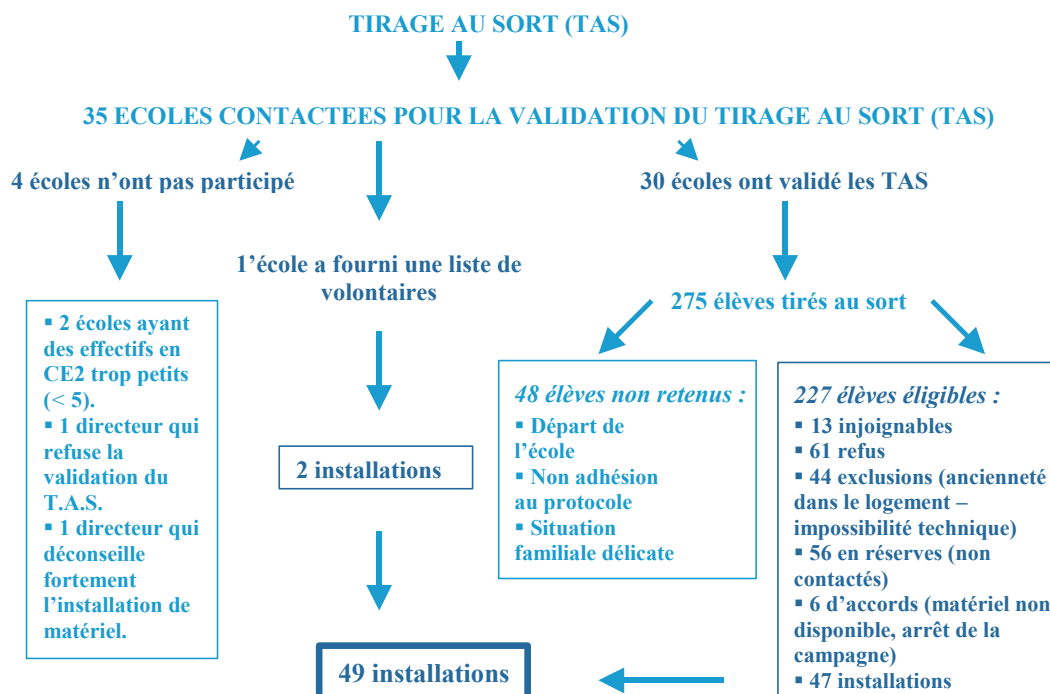 TIRAGE AU SORT (TAS)
35 ECOLES CONTACTEES POUR LA VALIDATION DU TIRAGE AU SORT (TAS)
4 écoles n'ont pas participé
30 écoles ont validé les TAS
1'école a fourni une liste de
volontaires
275 élèves tirés au sort
▪ 2 écoles ayant
des effectifs en
CE2 trop petits
(< 5).
▪ 1 directeur qui
refuse la
validation du
T.A.S.
▪ 1 directeur qui
déconseille
fortement
l'installation de
matériel.
2 installations
48 élèves non retenus :
▪ Départ de
l'école
▪ Non adhésion
au protocole
▪ Situation
familiale délicate
227 élèves éligibles :
▪ 13 injoignables
▪ 61 refus
▪ 44 exclusions (ancienneté
dans le logement –
impossibilité technique)
▪ 56 en réserves (non
contactés)
▪ 6 d'accords (matériel non
disponible, arrêt de la
campagne)
▪ 47 installations
49 installations